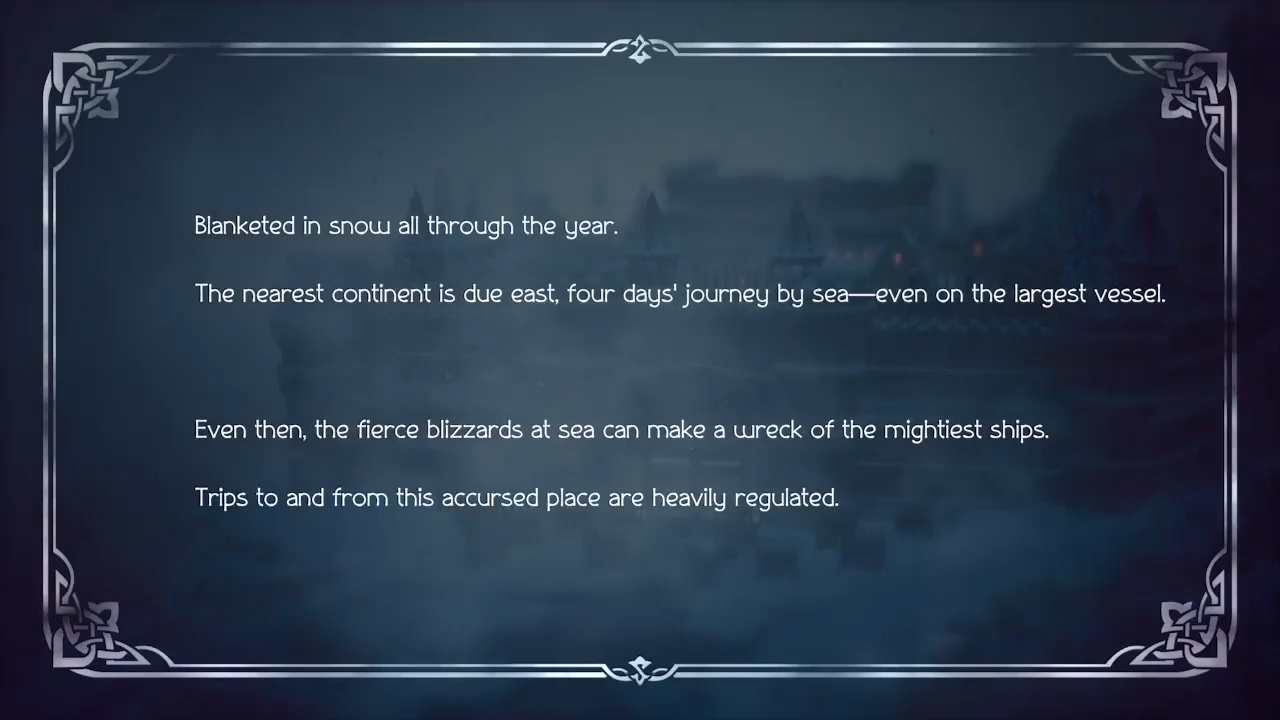 Blanketed in snow all through the year.
The nearest continent is due east, four days' journey by sea—even on the largest vessel.
Even then, the fierce blizzards at sea can make a wreck of the mightiest ships.
Trips to and from this accursed place are heavily regulated.